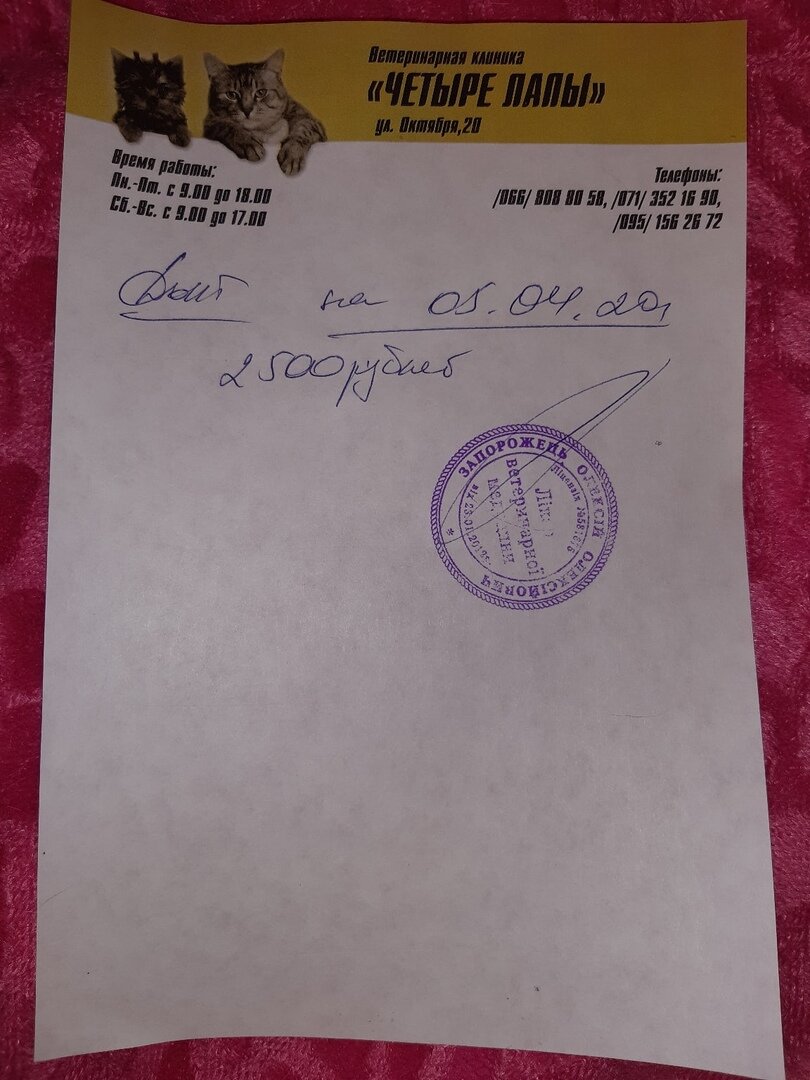 Ветеринарная клиника
«ЧЕТЫРЕ ЛАПЫ»
ул. Октября,20
Время работы:
Пн.-Пт. с 9.00 до 18.00
Сб.-Вс. с 9.00 до 17.00
Телефоны:
/066/ 808 80 58, /071/ 352 16 90,
/095/ 156 26 72
на 05.04.20
2500 рублей
ЗАПОРОЖЕЦЬ ОЛЕКСІЙ ОЛЕКСІЙОВИЧ
Ліцензія
ветеринарної